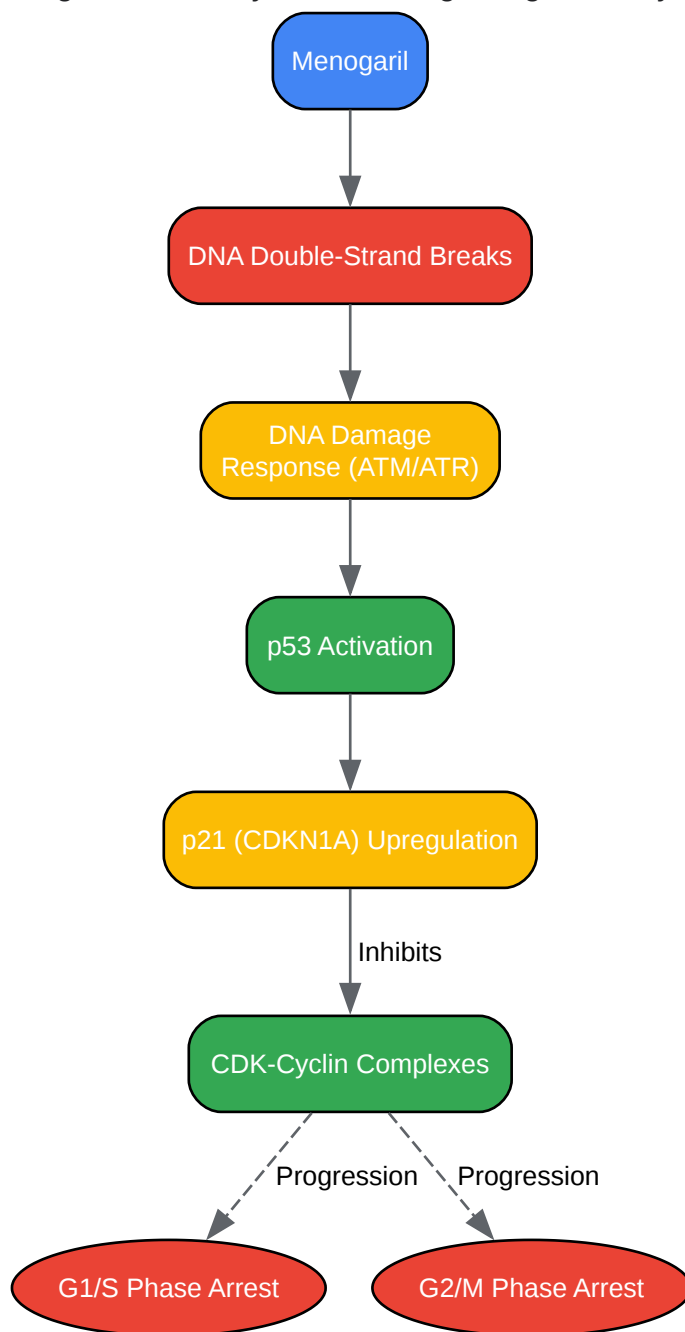 Menogaril
DNA Double-Strand Breaks
DNA Damage
Response (ATM/ATR)
p53 Activation
p21 (CDKN1A) Upregulation
Inhibits
CDK-Cyclin Complexes
Progression
Progression
G1/S Phase Arrest
G2/M Phase Arrest